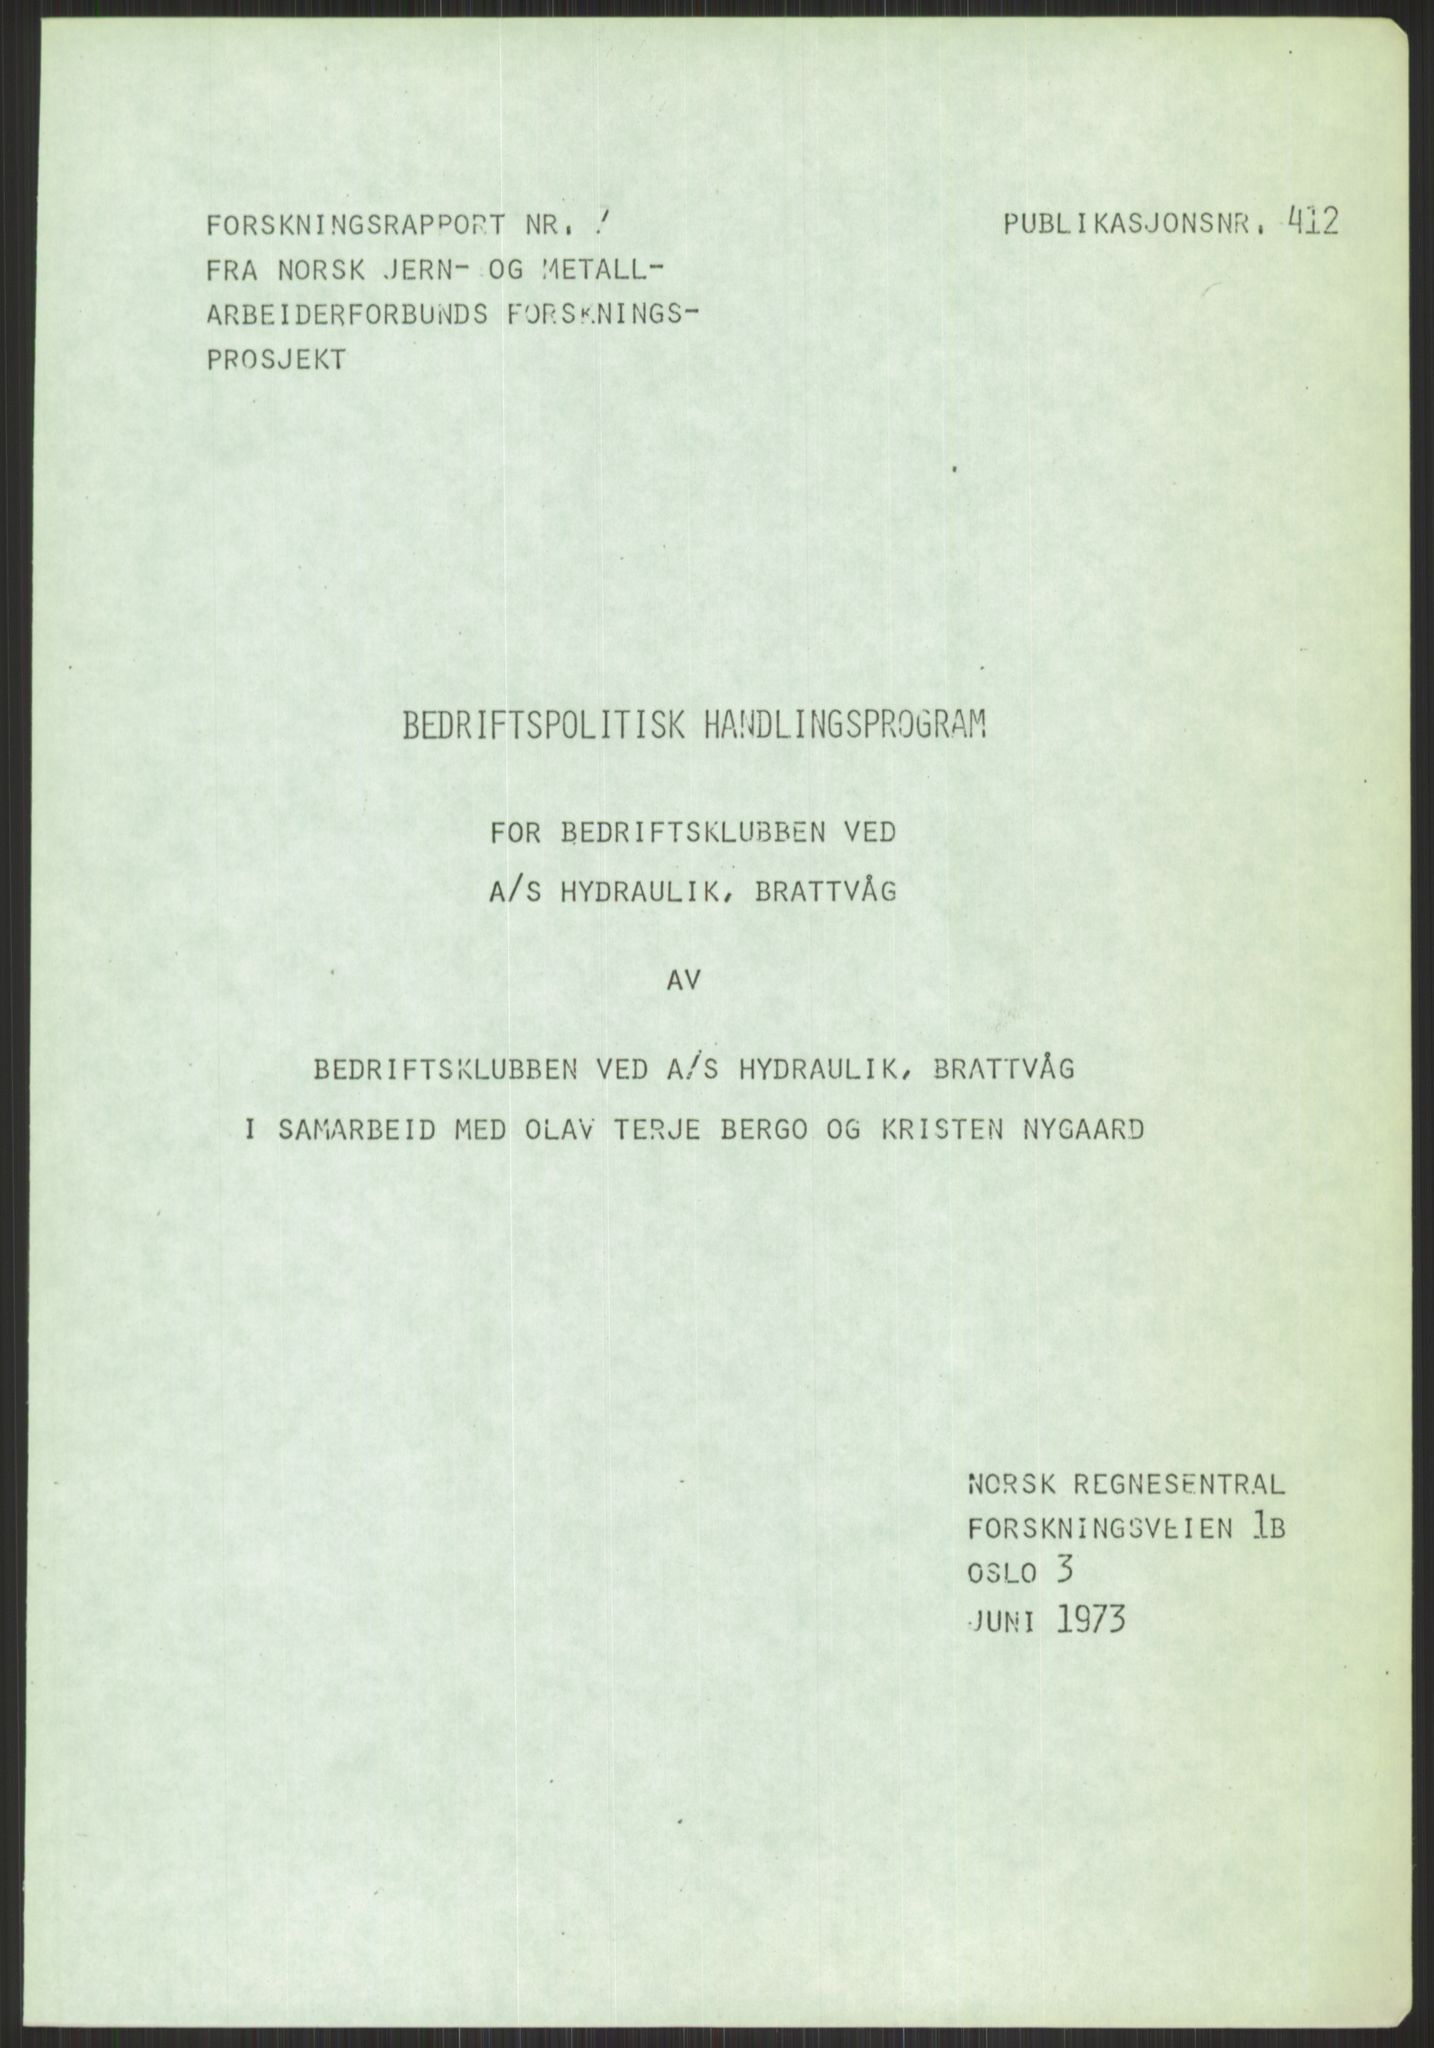 FORSKNINGSRAPPORT NR.
PUBLIKASJONSNR. 412
FRA NORSK JERN- OG METALL-
ARBEIDERFORBUNDS FORSKNINGS-
PROSJEKT
BEDRIFTSPOLITISK HANDLINGSPROGRAM
FOR BEDRIFTSKLUBBEN VED
A/S HYDRAULIK, BRATTVÅG
AV
BEDRIFTSKLUBBEN VED A/S HYDRAULIK, BRATTVÅG
I SAMARBEID MED OLAV TERJE BERGO OG KRISTEN NYGAARD
NORSK REGNESENTRAL
FORSKNINGSVEIEN 1B
OSLO 3
JUNI 1973